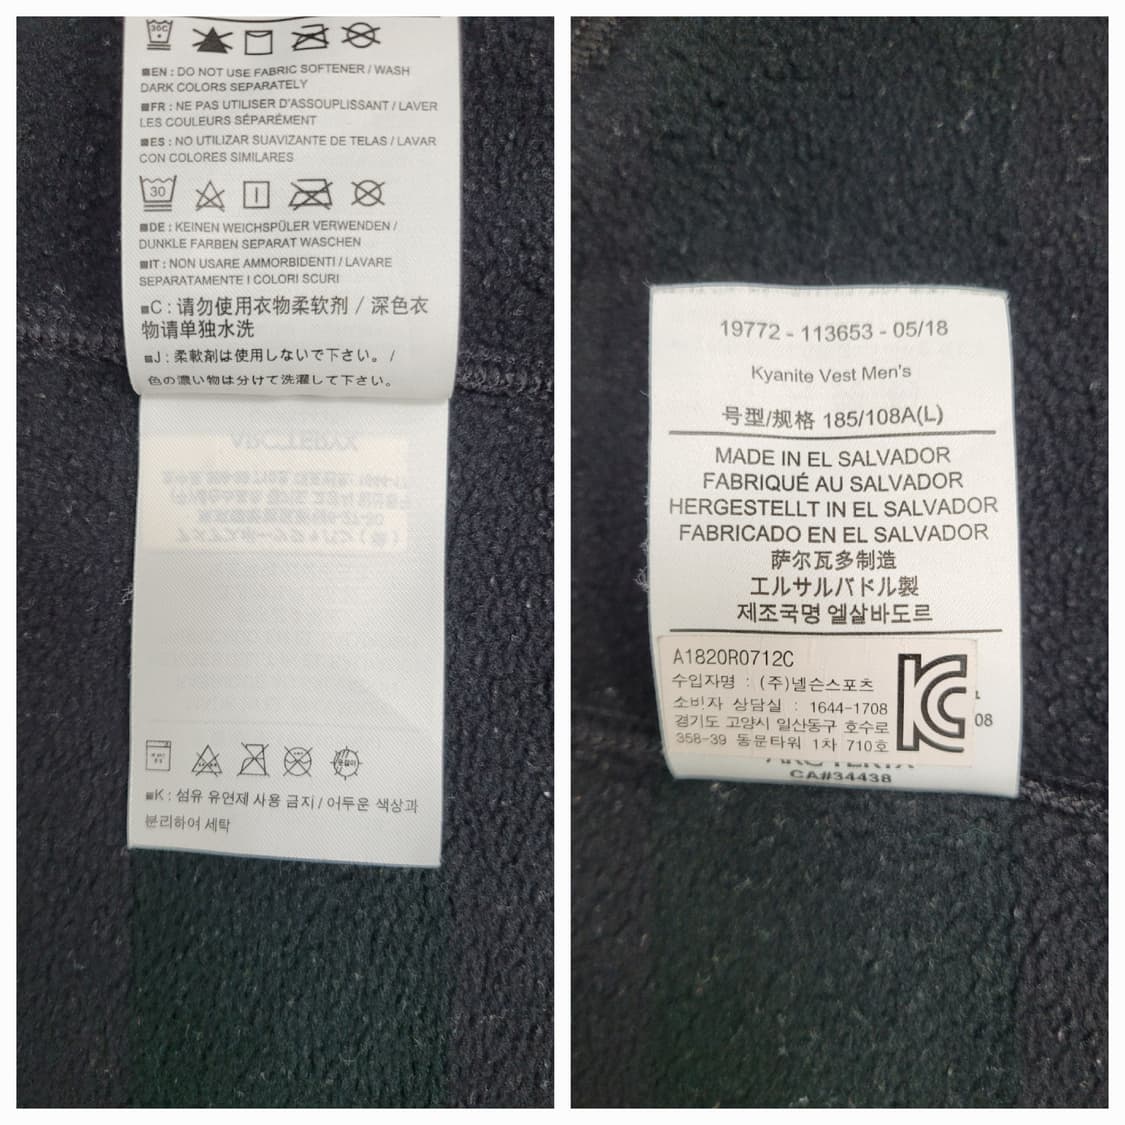 30C
■EN : DO NOT USE FABRIC SOFTENER / WASH
DARK COLORS SEPARATELY
■FR : NE PAS UTILISER D'ASSOUPLISSANT / LAVER
LES COULEURS SÉPARÉMENT
■ES : NO UTILIZAR SUAVIZANTE DE TELAS / LAVAR
CON COLORES SIMILARES
30
■DE : KEINEN WEICHSPÜLER VERWENDEN /
DUNKLE FARBEN SEPARAT WASCHEN
■IT : NON USARE AMMORBIDENTI / LAVARE
SEPARATAMENTE I COLORI SCURI
■C : 请勿使用衣物柔软剂 / 深色衣
物请单独水洗
■J : 柔軟剤は使用しないで下さい。 /
色の濃い物は分けて洗濯して下さい。
ARC'TERYX
■K : 섬유 유연제 사용 금지 / 어두운 색상과
분리하여 세탁
19772 - 113653 - 05/18
Kyanite Vest Men's
号型/规格 185/108A(L)
MADE IN EL SALVADOR
FABRIQUÉ AU SALVADOR
HERGESTELLT IN EL SALVADOR
FABRICADO EN EL SALVADOR
萨尔瓦多制造
エルサルバドル製
제조국명 엘살바도르
A1820R0712C
수입자명 : (주)넬슨스포츠
소비자 상담실 : 1644-1708
경기도 고양시 일산동구 호수로
358-39 동문타워 1차 710호
KC
08
ARC'TERYX
CA#34438